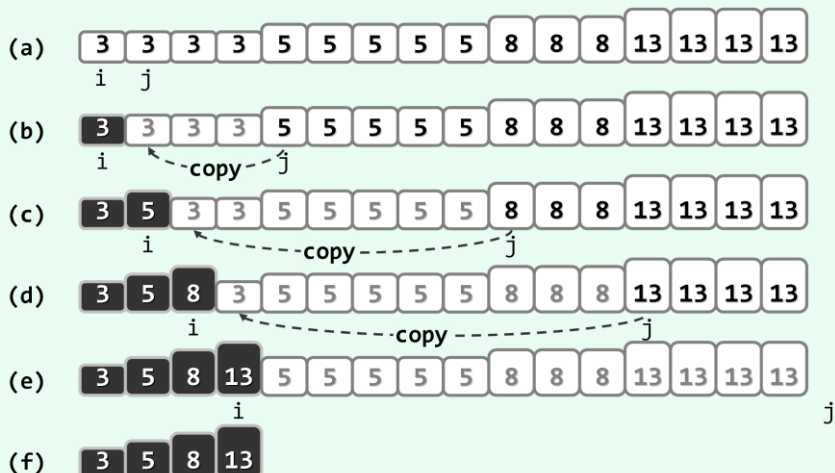 (a) 3 3 3 3 5 5 5 5 5 8 8 8 13 13 13 13
i j
(b) 3 3 3 3 5 5 5 5 5 8 8 8 13 13 13 13
i copy j
(c) 3 5 3 3 5 5 5 5 5 8 8 8 13 13 13 13
i copy j
(d) 3 5 8 3 5 5 5 5 5 8 8 8 13 13 13 13
i copy j
(e) 3 5 8 13 5 5 5 5 5 8 8 8 13 13 13 13
i j
(f) 3 5 8 13